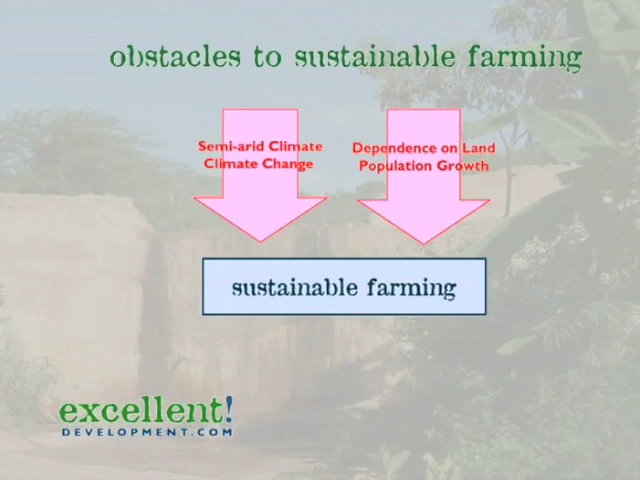 obstacles to sustainable farming
Semi-arid Climate
Climate Change
Dependence on Land
Population Growth
sustainable farming
excellent!
DEVELOPMENT.COM